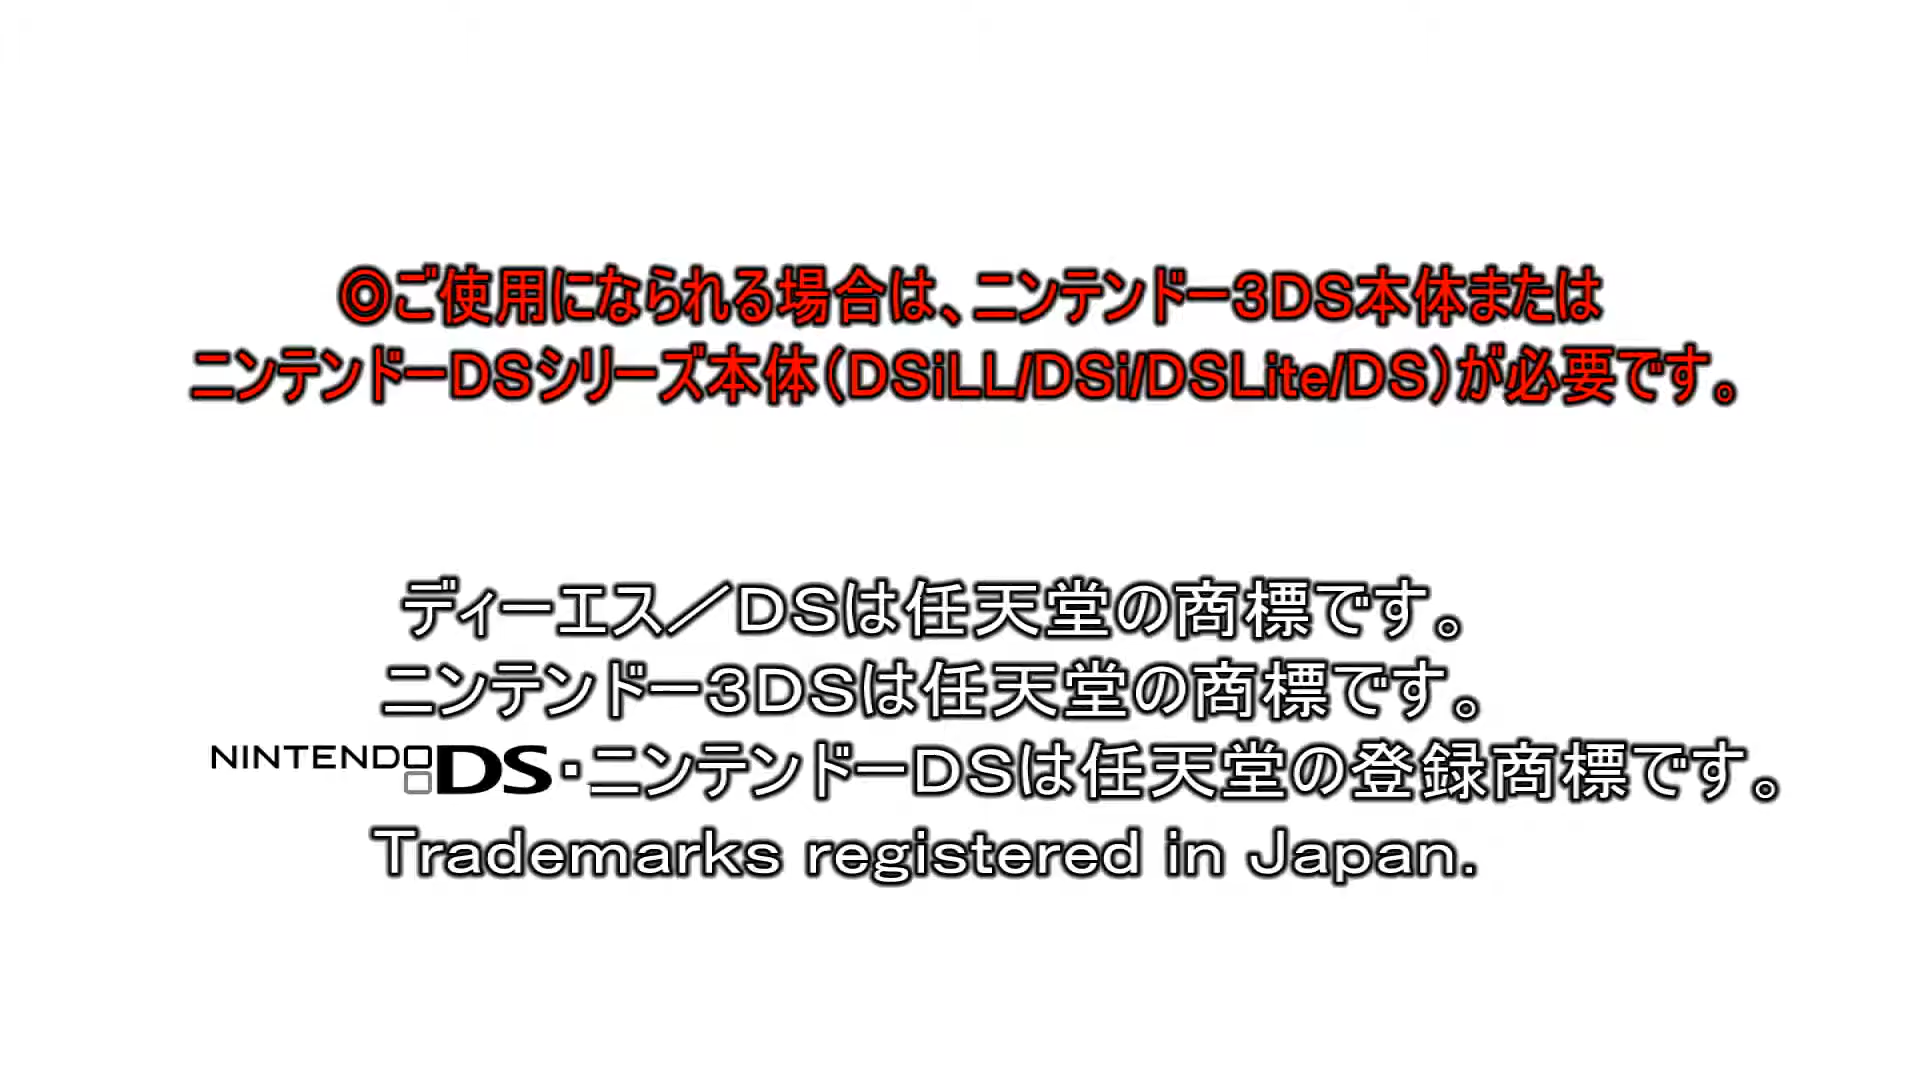 ◎ご使用になられる場合は、ニンテンドー3DS本体または
ニンテンドーDSシリーズ本体(DSiLL/DSi/DSLite/DS)が必要です。
ディーエス／DSは任天堂の商標です。
ニンテンドー3DSは任天堂の商標です。
NINTENDO DS・ニンテンドーDSは任天堂の登録商標です。
Trademarks registered in Japan.